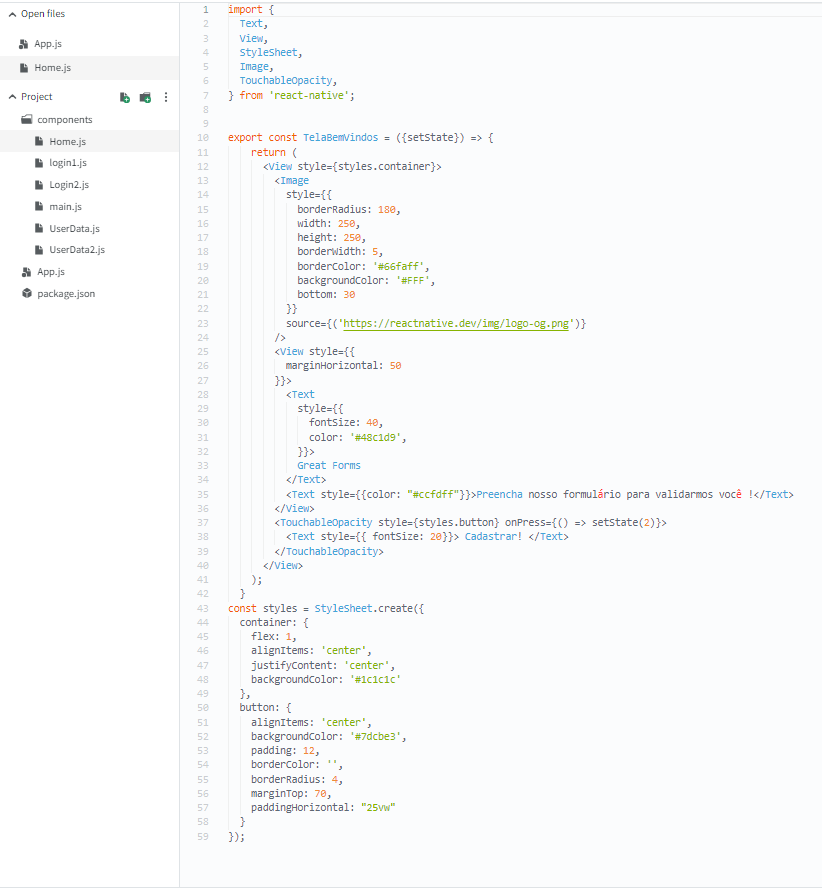 Open files
App.js
Home.js
Project
components
Home.js
login1.js
Login2.js
main.js
UserData.js
UserData2.js
App.js
package.json
1 import {
2 Text,
3 View,
4 StyleSheet,
5 Image,
6 TouchableOpacity,
7 } from 'react-native';
8
9
10 export const TelaBemVindos = ({setState}) => {
11 return (
12 <View style={styles.container}>
13 <Image
14 style={{
15 borderRadius: 180,
16 width: 250,
17 height: 250,
18 borderWidth: 5,
19 borderColor: '#66faff',
20 backgroundColor: '#FFF',
21 bottom: 30
22 }}
23 source={('https://reactnative.dev/img/logo-og.png')}
24 />
25 <View style={{
26 marginHorizontal: 50
27 }}>
28 <Text
29 style={{
30 fontSize: 40,
31 color: '#48c1d9',
32 }}>
33 Great Forms
34 </Text>
35 <Text style={{color: "#ccfdff"}}>Preencha nosso formulário para validarmos você !</Text>
36 </View>
37 <TouchableOpacity style={styles.button} onPress={() => setState(2)}>
38 <Text style={{ fontSize: 20}}> Cadastrar! </Text>
39 </TouchableOpacity>
40 </View>
41 );
42 }
43 const styles = StyleSheet.create({
44 container: {
45 flex: 1,
46 alignItems: 'center',
47 justifyContent: 'center',
48 backgroundColor: '#1c1c1c'
49 },
50 button: {
51 alignItems: 'center',
52 backgroundColor: '#7dcbe3',
53 padding: 12,
54 borderColor: '',
55 borderRadius: 4,
56 marginTop: 70,
57 paddingHorizontal: "25vw"
58 }
59 });